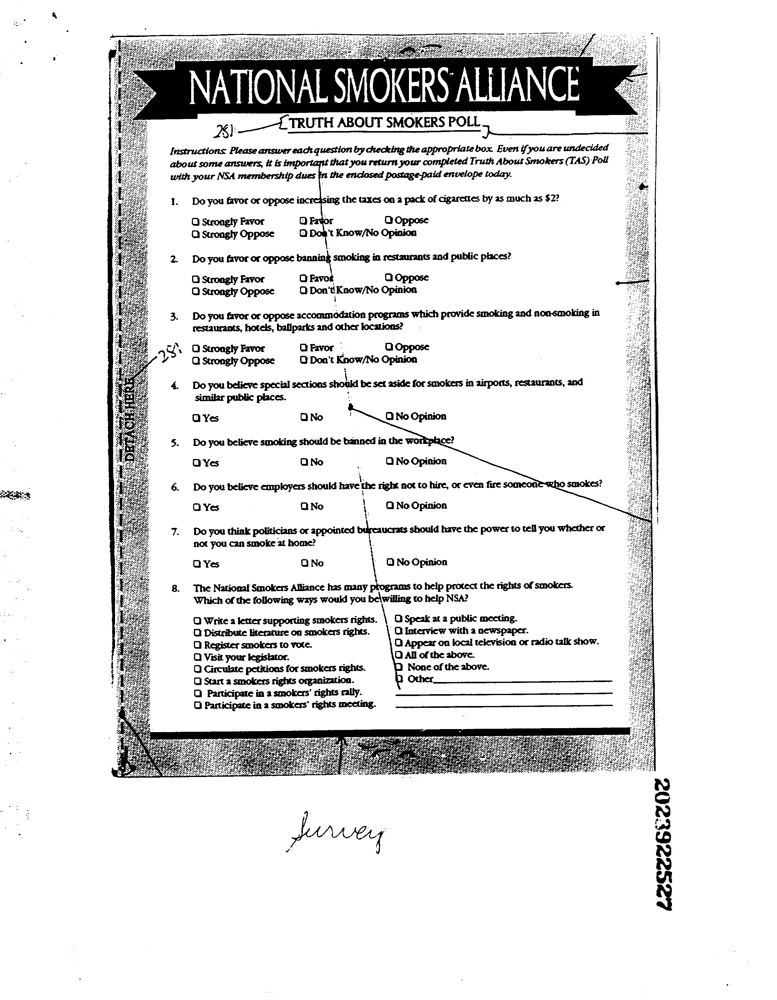 NATIONAL SMOKERS ALLIANCE
TRUTH ABOUT SMOKERS POLL
Instructions: Please answer each question by checking the appropriate box. Even if you are undecided
about some answers, it is important that you return your completed Truth About Smokers (TAS) Poll
with your NSA membership dues in the enclosed postage-paid envelope today.
1. Do you favor or oppose increasing the taxes on a pack of cigarettes by as much as $2?
❑ Strongly Favor ❑ Favor ❑ Oppose
❑ Strongly Oppose ❑ Don't Know/No Opinion
2. Do you favor or oppose banning smoking in restaurants and public places?
❑ Strongly Favor ❑ Favor ❑ Oppose
❑ Strongly Oppose ❑ Don't Know/No Opinion
3. Do you favor or oppose accommodation programs which provide smoking and non-smoking in
restaurants, hotels, ballparks and other locations?
❑ Strongly Favor ❑ Favor ❑ Oppose
❑ Strongly Oppose ❑ Don't Know/No Opinion
4. Do you believe special sections should be set aside for smokers in airports, restaurants, and
similar public places.
❑ Yes ❑ No ❑ No Opinion
5. Do you believe smoking should be banned in the workplace?
❑ Yes ❑ No ❑ No Opinion
6. Do you believe employers should have the right not to hire, or even fire someone who smokes?
❑ Yes ❑ No ❑ No Opinion
7. Do you think politicians or appointed bureaucrats should have the power to tell you whether or
not you can smoke at home?
❑ Yes ❑ No ❑ No Opinion
8. The National Smokers Alliance has many programs to help protect the rights of smokers.
Which of the following ways would you be willing to help NSA?
❑ Write a letter supporting smokers rights.
❑ Distribute literature on smokers rights.
❑ Register smokers to vote.
❑ Visit your legislator.
❑ Circulate petitions for smokers rights.
❑ Start a smokers rights organization.
❑ Participate in a smokers' rights rally.
❑ Participate in a smokers' rights meeting.
❑ Speak at a public meeting.
❑ Interview with a newspaper.
❑ Appear on local television or radio talk show.
❑ All of the above.
❑ None of the above.
❑ Other
DETACH HERE
Survey
2023922527